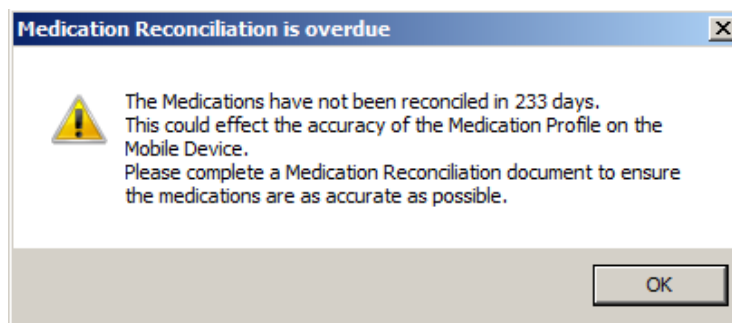 Medication Reconciliation is overdue
The Medications have not been reconciled in 233 days.
This could effect the accuracy of the Medication Profile on the
Mobile Device.
Please complete a Medication Reconciliation document to ensure
the medications are as accurate as possible.
OK